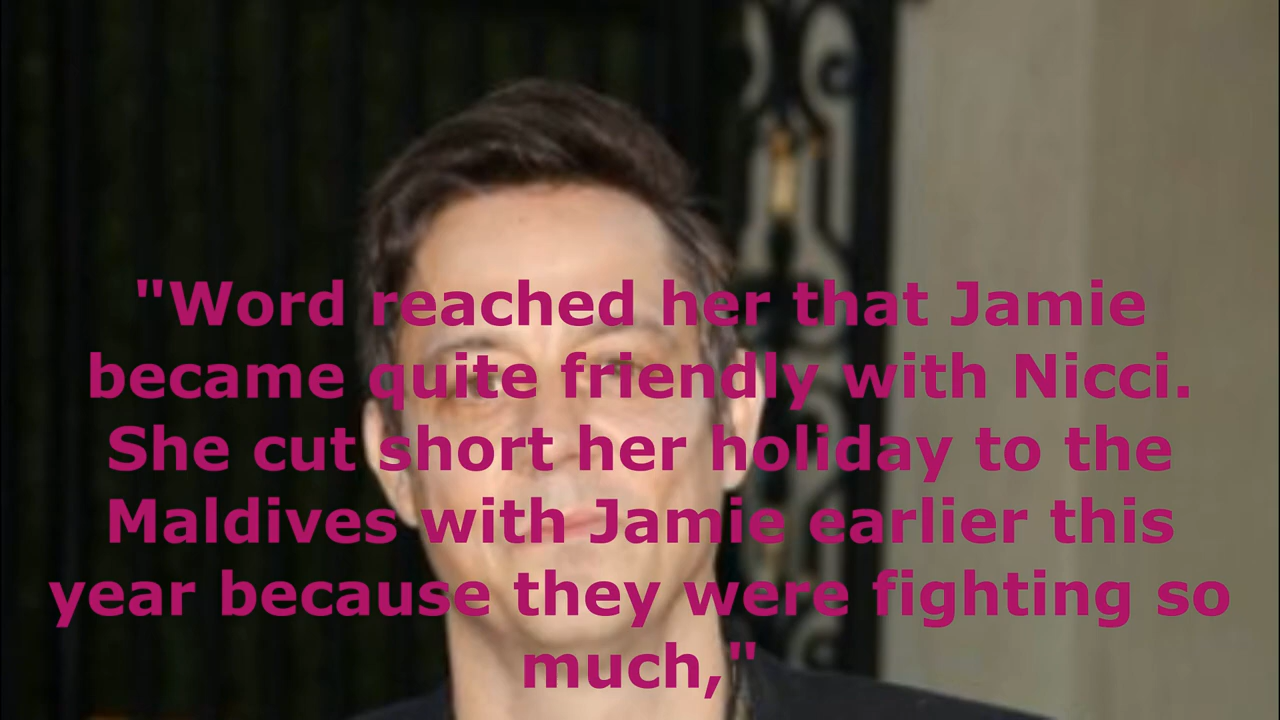 "Word reached her that Jamie
became quite friendly with Nicci.
She cut short her holiday to the
Maldives with Jamie earlier this
year because they were fighting so
much,"